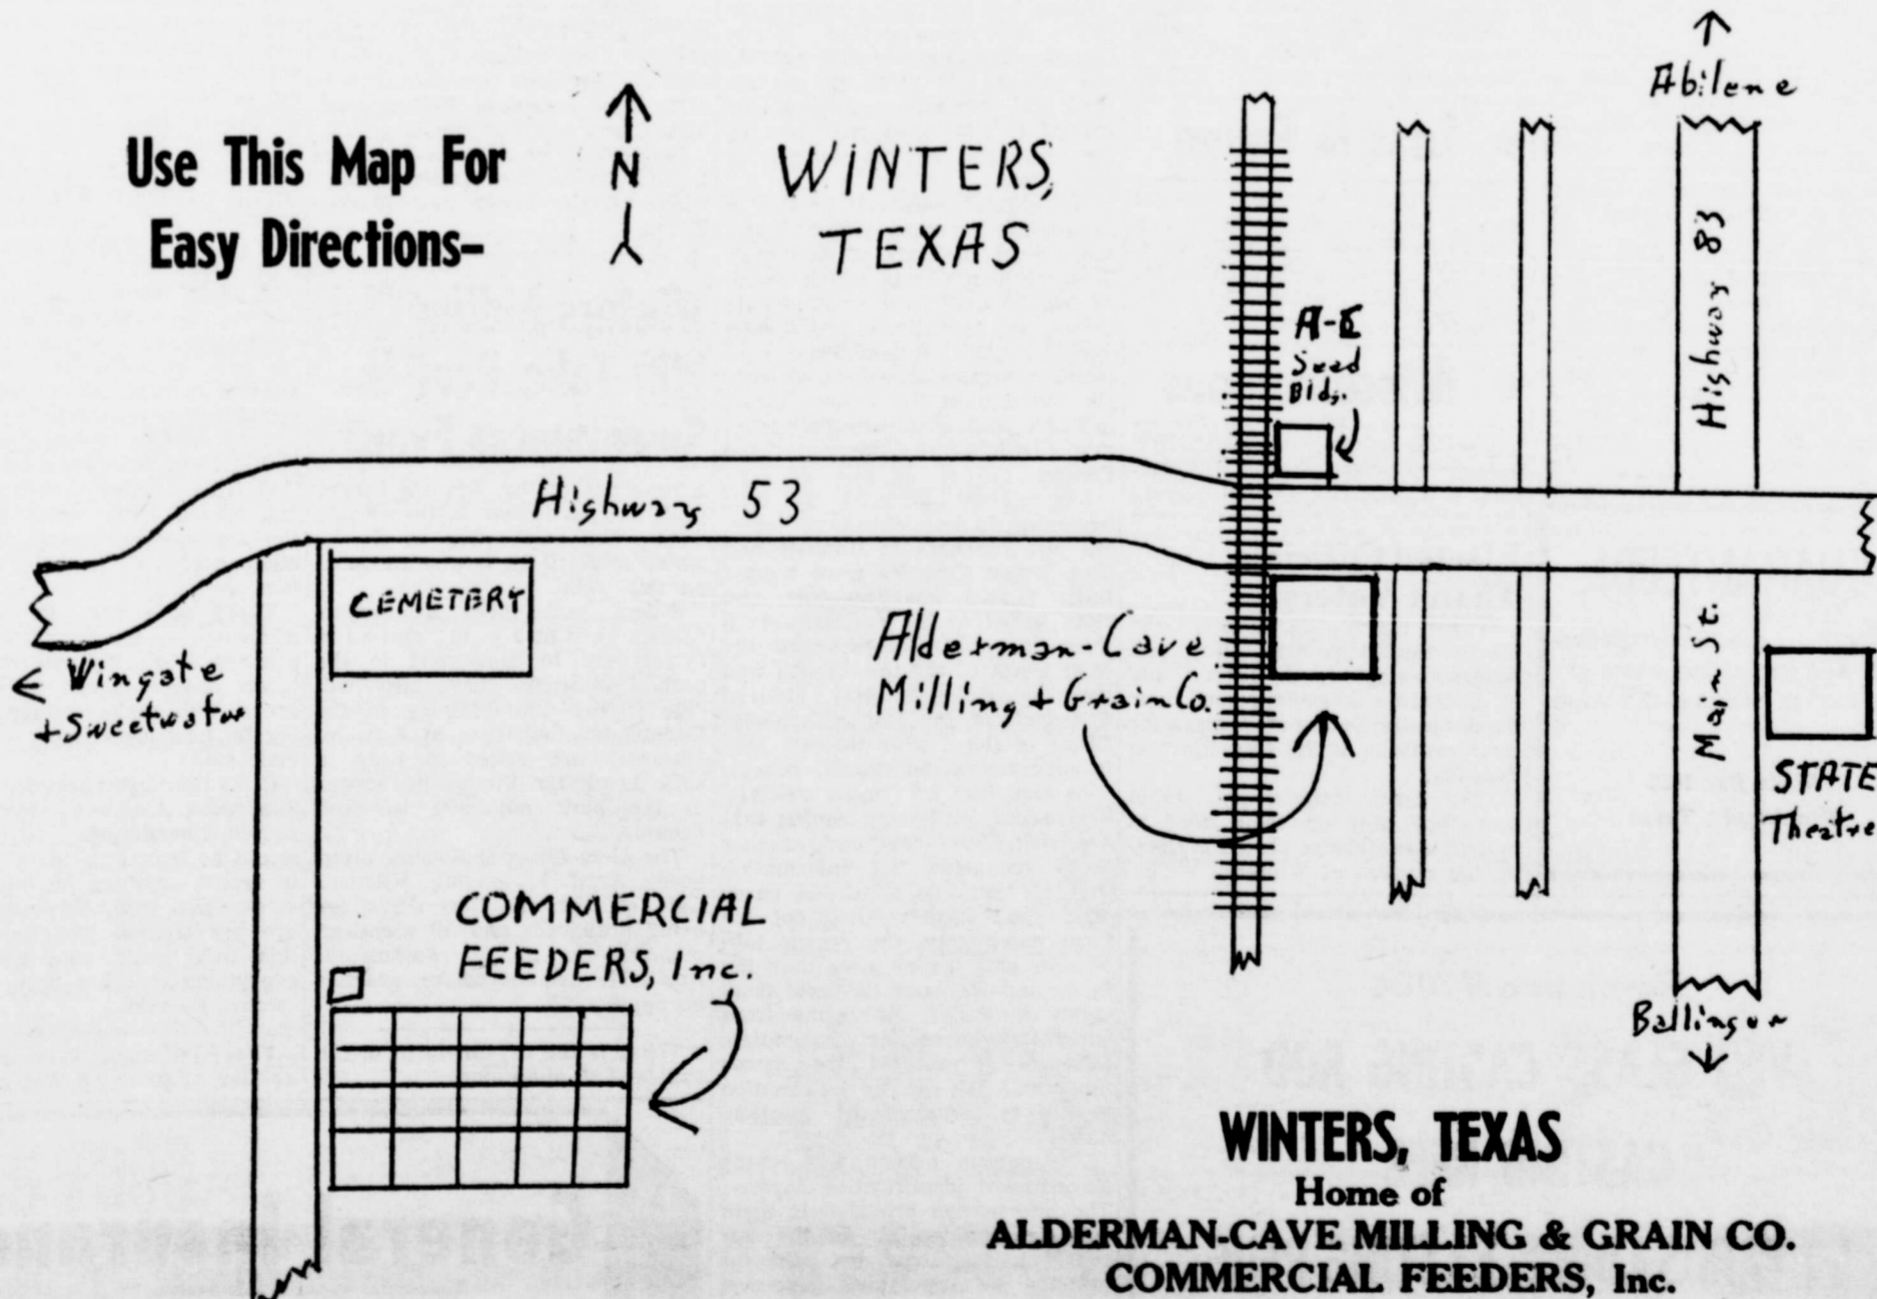 Use This Map For
Easy Directions-
N
WINTERS,
TEXAS
Abilene
Highway 83
A-C
Seed
Bldg.
Highway 53
CEMETERY
Wingate
+ Sweetwater
Alderman-Cave
Milling + Grain Co.
Main St.
STATE
Theatre
COMMERCIAL
FEEDERS, Inc.
Ballinger
WINTERS, TEXAS
Home of
ALDERMAN-CAVE MILLING & GRAIN CO.
COMMERCIAL FEEDERS, Inc.